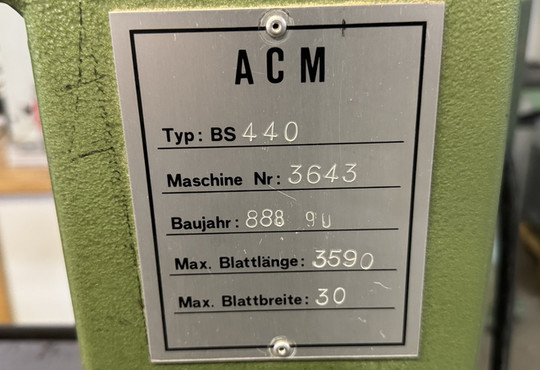 ACM
Typ: BS 440
Maschine Nr: 3643
Baujahr: 888 90
Max. Blattlänge: 3590
Max. Blattbreite: 30